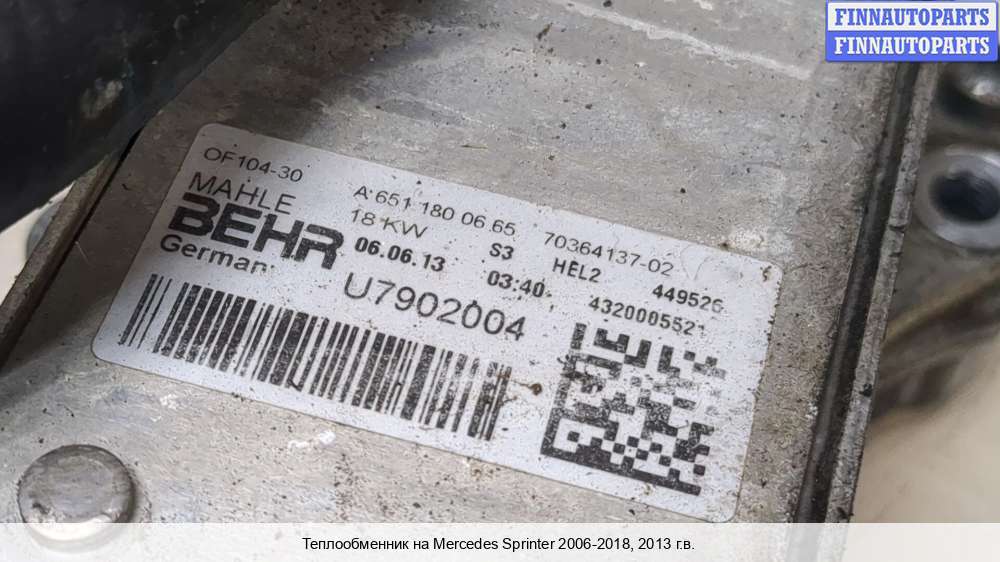 FINNAUTOPARTS
FINNAUTOPARTS
OF104-30
MAHLE
BEHR
German
A 651 180 06 65
18 KW
70364137-02
06.06.13
S3
HEL2
449526
03:40
4320005521
U7902004
Теплообменник на Mercedes Sprinter 2006-2018, 2013 г.в.